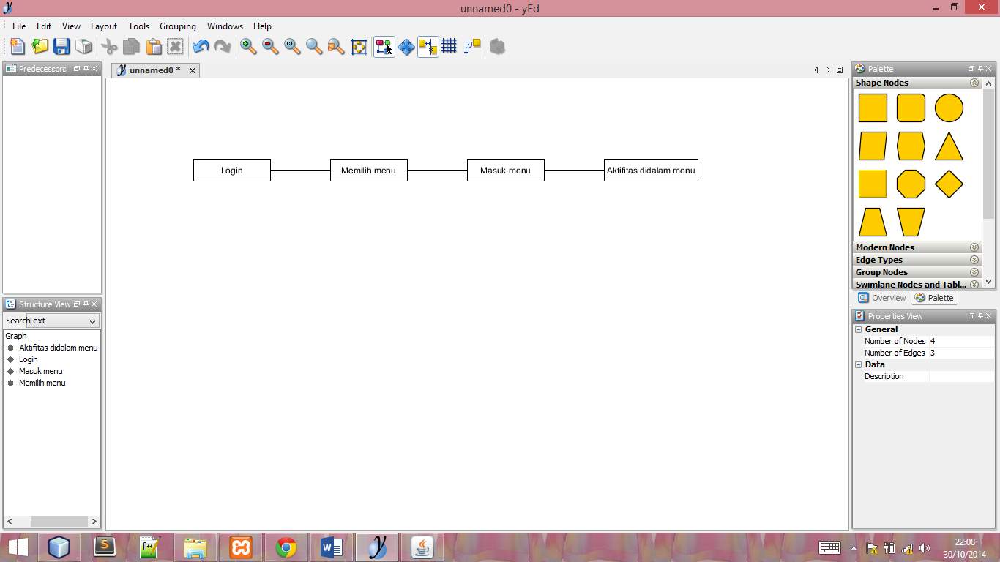 unnamed0 - yEd
File Edit View Layout Tools Grouping Windows Help
1:1
Predecessors
unnamed0 *
Login
Memilih menu
Masuk menu
Aktifitas didalam menu
Structure View
Search Text
Graph
Aktifitas didalam menu
Login
Masuk menu
Memilih menu
Palette
Shape Nodes
Modern Nodes
Edge Types
Group Nodes
Swimlane Nodes and Tabl...
Overview Palette
Properties View
General
Number of Nodes 4
Number of Edges 3
Data
Description
22:08
30/10/2014